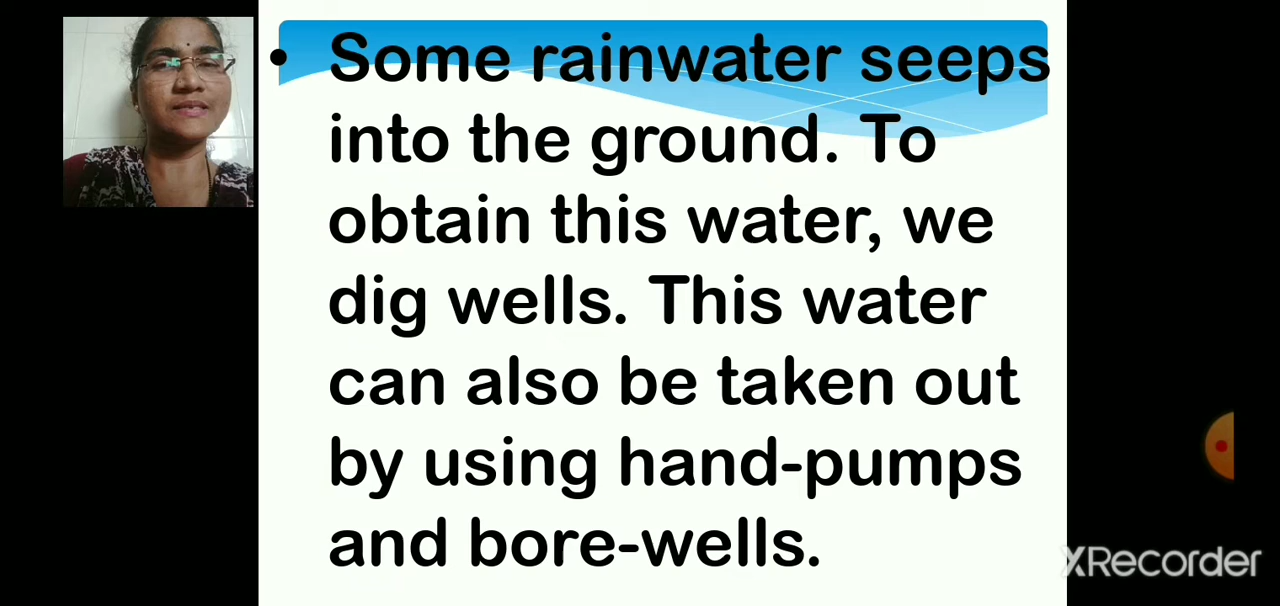 • Some rainwater seeps
into the ground. To
obtain this water, we
dig wells. This water
can also be taken out
by using hand-pumps
and bore-wells.
XRecorder